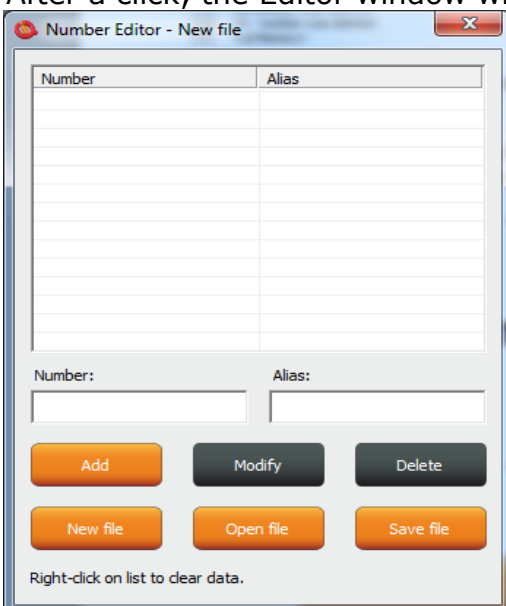 After a click, the Editor window w
Number Editor - New file
Number Alias
Number: Alias:
Add Modify Delete
New file Open file Save file
Right-click on list to clear data.